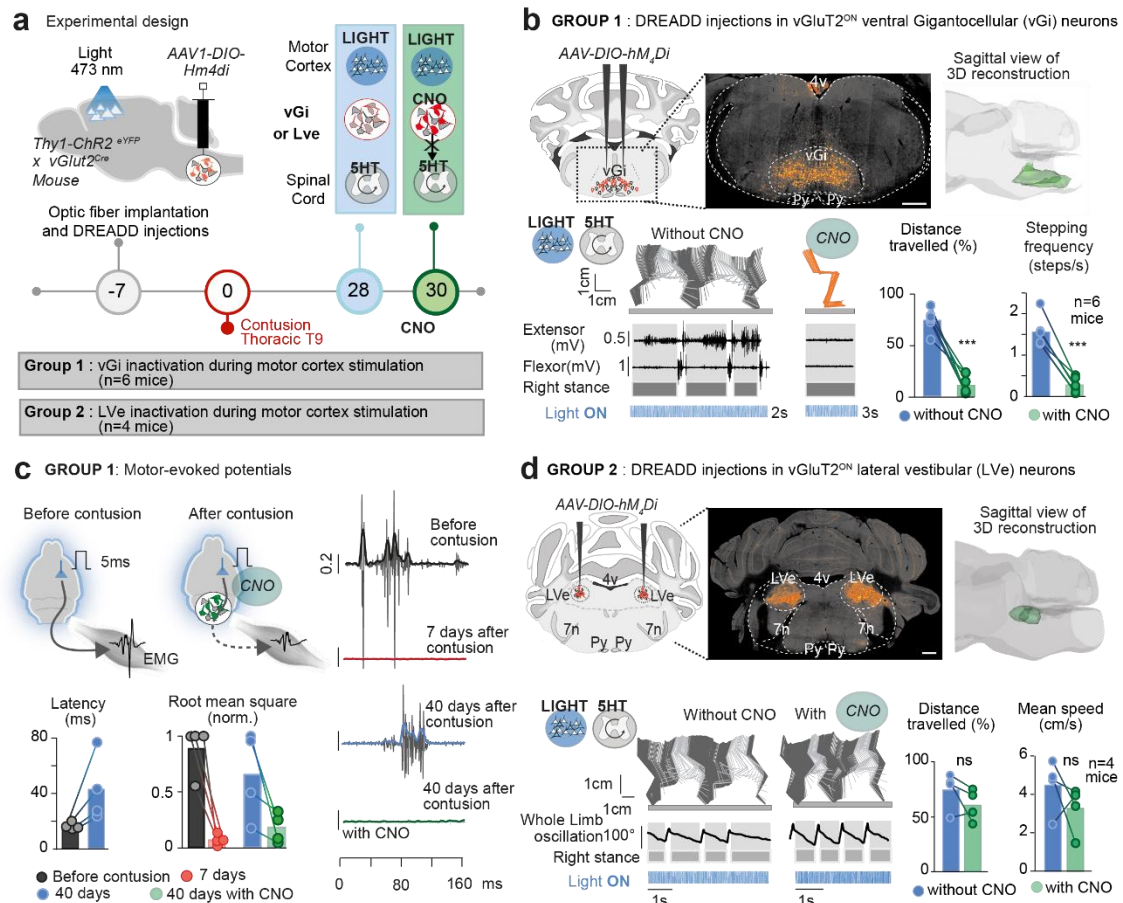 a Experimental design
Light
473 nm
AAV1-DIO-
Hm4di
Thy1-ChR2 eYFP
x vGlut2Cre
Mouse
Motor
Cortex
vGi
or Lve
Spinal
Cord
LIGHT
5HT
LIGHT
CNO
5HT
Optic fiber implantation
and DREADD injections
-7
0
28
30
Contusion
Thoracic T9
CNO
Group 1 : vGi inactivation during motor cortex stimulation
(n=6 mice)
Group 2 : LVe inactivation during motor cortex stimulation
(n=4 mice)
b GROUP 1 : DREADD injections in vGluT2ON ventral Gigantocellular (vGi) neurons
AAV-DIO-hM4Di
vGi
4v
vGi
Py Py
Sagittal view of
3D reconstruction
LIGHT 5HT
Without CNO
CNO
1cm
1cm
Extensor
(mV)
0.5
Flexor(mV)
1
Right stance
Light ON
2s
3s
Distance
travelled (%)
100
50
0
***
Stepping
frequency
(steps/s)
2
1
0
n=6
mice
***
without CNO
with CNO
c GROUP 1: Motor-evoked potentials
Before contusion
After contusion
5ms
CNO
EMG
0.2
Before
contusion
7 days after
contusion
40 days after
contusion
40 days after
contusion
with CNO
0 80 160 ms
Latency
(ms)
80
40
0
Root mean square
(norm.)
1
0.5
0
Before contusion
7 days
40 days
40 days with CNO
d GROUP 2 : DREADD injections in vGluT2ON lateral vestibular (LVe) neurons
AAV-DIO-hM4Di
4v
LVe
LVe
7n
7n
Py Py
LVe
4v
LVe
7n
7n
Py Py
Sagittal view of
3D reconstruction
LIGHT 5HT
Without CNO
With CNO
1cm
1cm
Whole Limb
oscillation
100°
Right stance
Light ON
1s
1s
Distance
travelled (%)
100
50
0
ns
Mean speed
(cm/s)
6
4
2
0
ns
n=4
mice
without CNO
with CNO